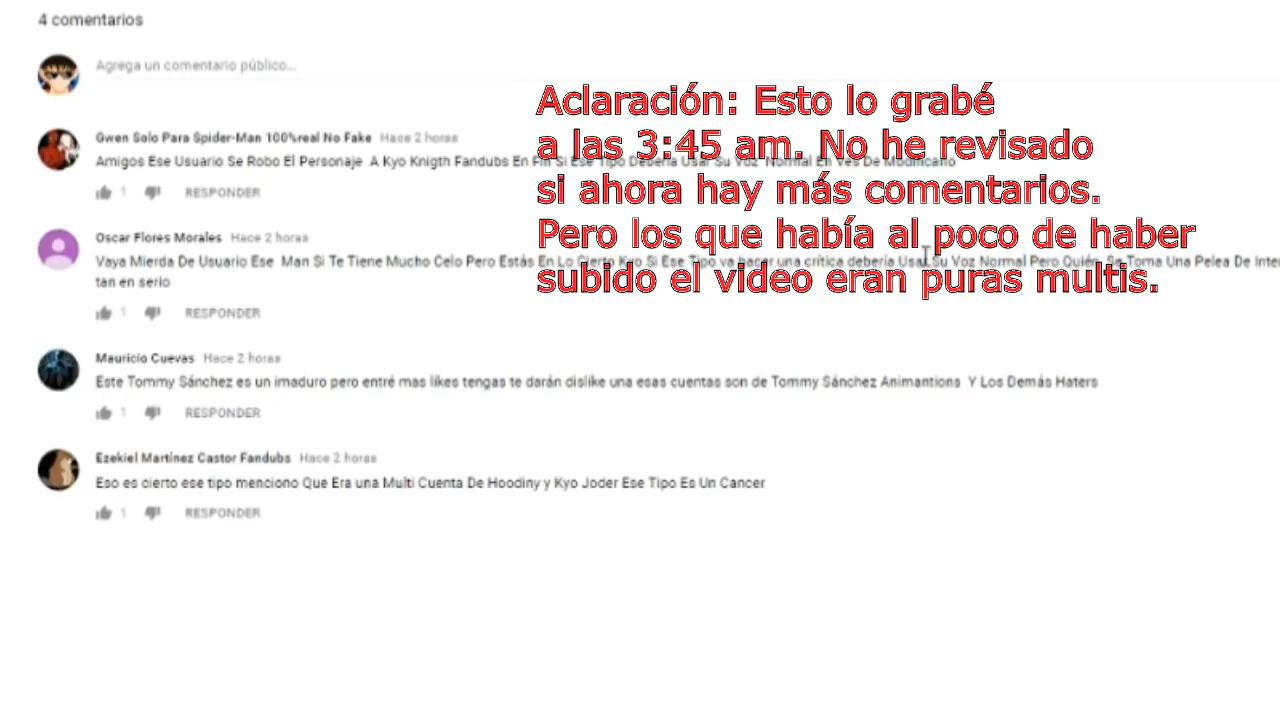 4 comentarios
Agrega un comentario público...
Aclaración: Esto lo grabé
a las 3:45 am. No he revisado
si ahora hay más comentarios.
Pero los que había al poco de haber
subido el video eran puras multis.
Gwen Solo Para Spider-Man 100%real No Fake Hace 2 horas
Amigos Ese Usuario Se Robo El Personaje A Kyo Knigth Fandubs En Fin Si Ese Tipo Debería Usar Su Voz Normal En Ves De Modificarlo
1 RESPONDER
Oscar Flores Morales Hace 2 horas
Vaya Mierda De Usuario Ese Man Si Te Tiene Mucho Celo Pero Estás En Lo Cierto Kyo Si Ese Tipo va hacer una crítica debería Usar Su Voz Normal Pero Quién Se Toma Una Pelea De Inter
tan en serio
1 RESPONDER
Mauricio Cuevas Hace 2 horas
Este Tommy Sánchez es un imaduro pero entré mas likes tengas te darán dislike una esas cuentas son de Tommy Sánchez Animantions Y Los Demás Haters
1 RESPONDER
Ezekiel Martínez Castor Fandubs Hace 2 horas
Eso es cierto ese tipo menciono Que Era una Multi Cuenta De Hoodiny y Kyo Joder Ese Tipo Es Un Cancer
1 RESPONDER